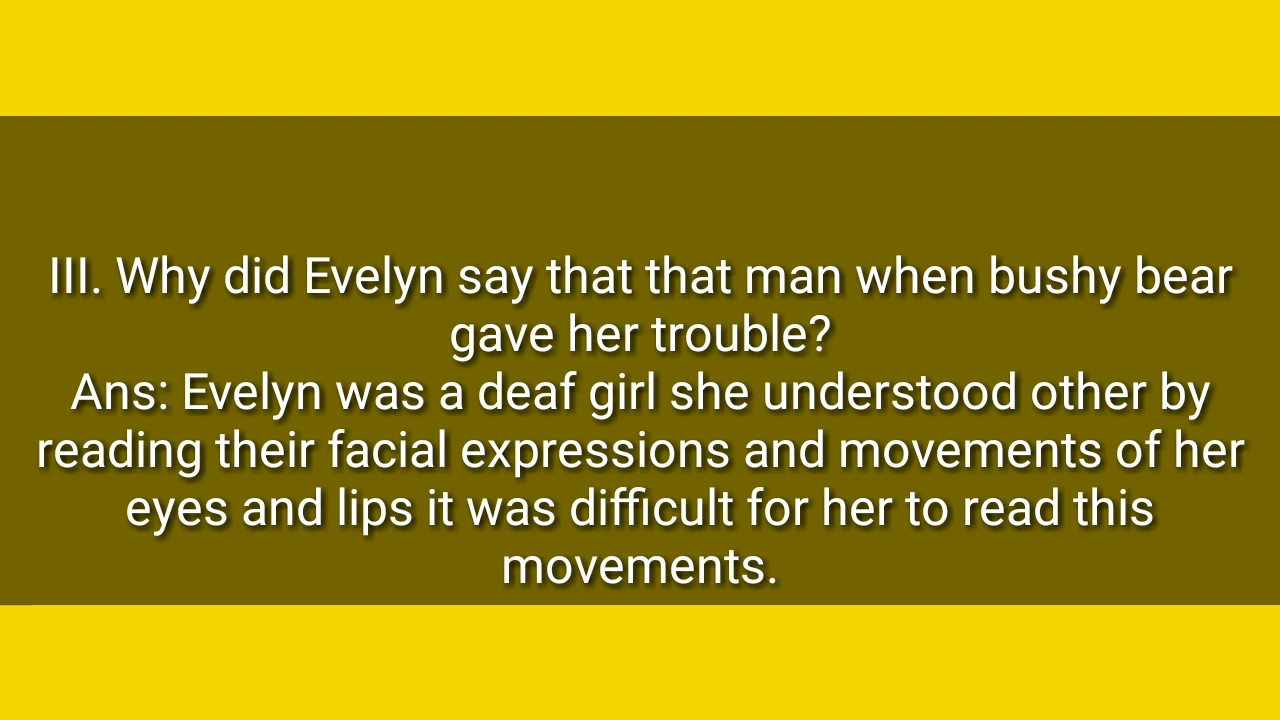 III. Why did Evelyn say that that man when bushy bear
gave her trouble?
Ans: Evelyn was a deaf girl she understood other by
reading their facial expressions and movements of her
eyes and lips it was difficult for her to read this
movements.